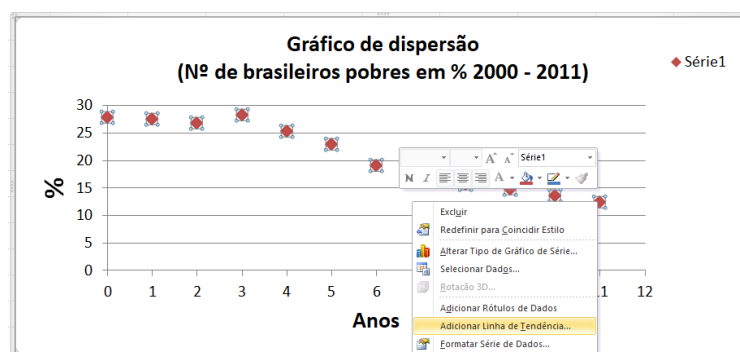 Gráfico de dispersão
(Nº de brasileiros pobres em % 2000 - 2011)
Série1
30
25
20
15
10
5
0
%
0 1 2 3 4 5 6 11 12
Anos
A A Série1
N I A
Excluir
Redefinir para Coincidir Estilo
Alterar Tipo de Gráfico de Série...
Selecionar Dados...
Rotação 3D...
Adicionar Rótulos de Dados
Adicionar Linha de Tendência...
Formatar Série de Dados...